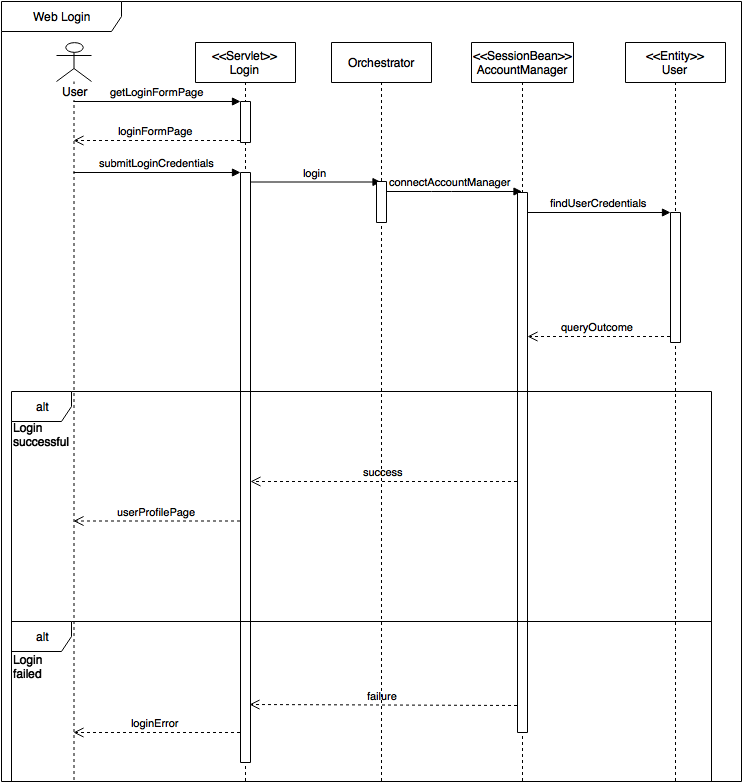 Web Login
<<Servlet>>
Login
Orchestrator
<<SessionBean>>
AccountManager
<<Entity>>
User
User
getLoginFormPage
loginFormPage
submitLoginCredentials
login
connectAccountManager
findUserCredentials
queryOutcome
alt
Login
successful
success
userProfilePage
alt
Login
failed
failure
loginError